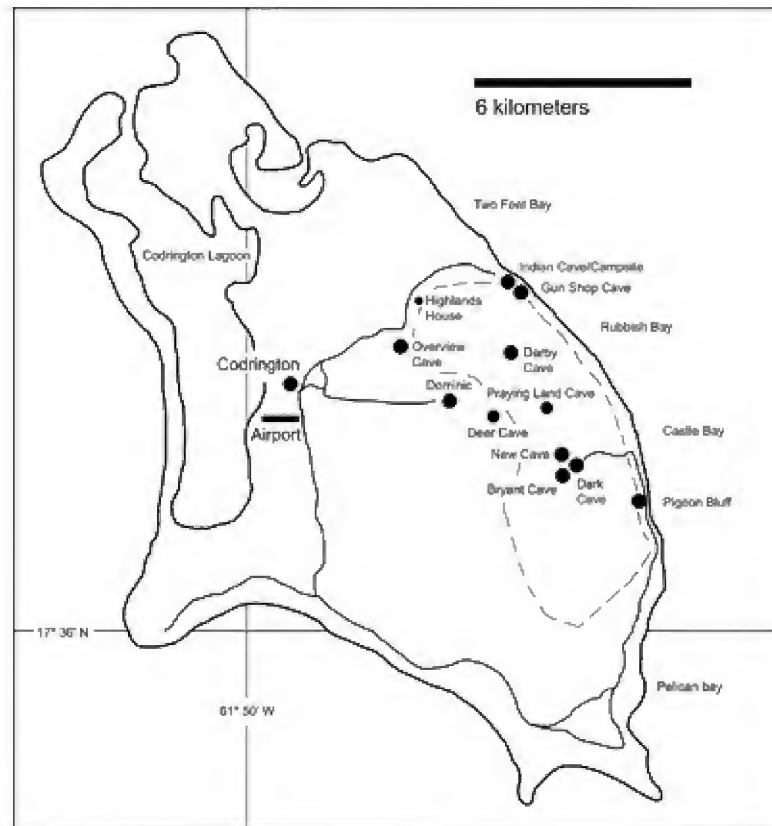 6 kilometers
Two Feet Bay
Codrington Lagoon
Indian Cave/Campsite
Gun Shop Cave
Highlands
House
Rubbish Bay
Overview
Cave
Darby
Cave
Codrington
Dominic
Praying Land Cave
Airport
Deer Cave
Castle Bay
New Cave
Bryant Cave
Dark
Cave
Pigeon Bluff
17° 36' N
Pelican bay
61° 50' W